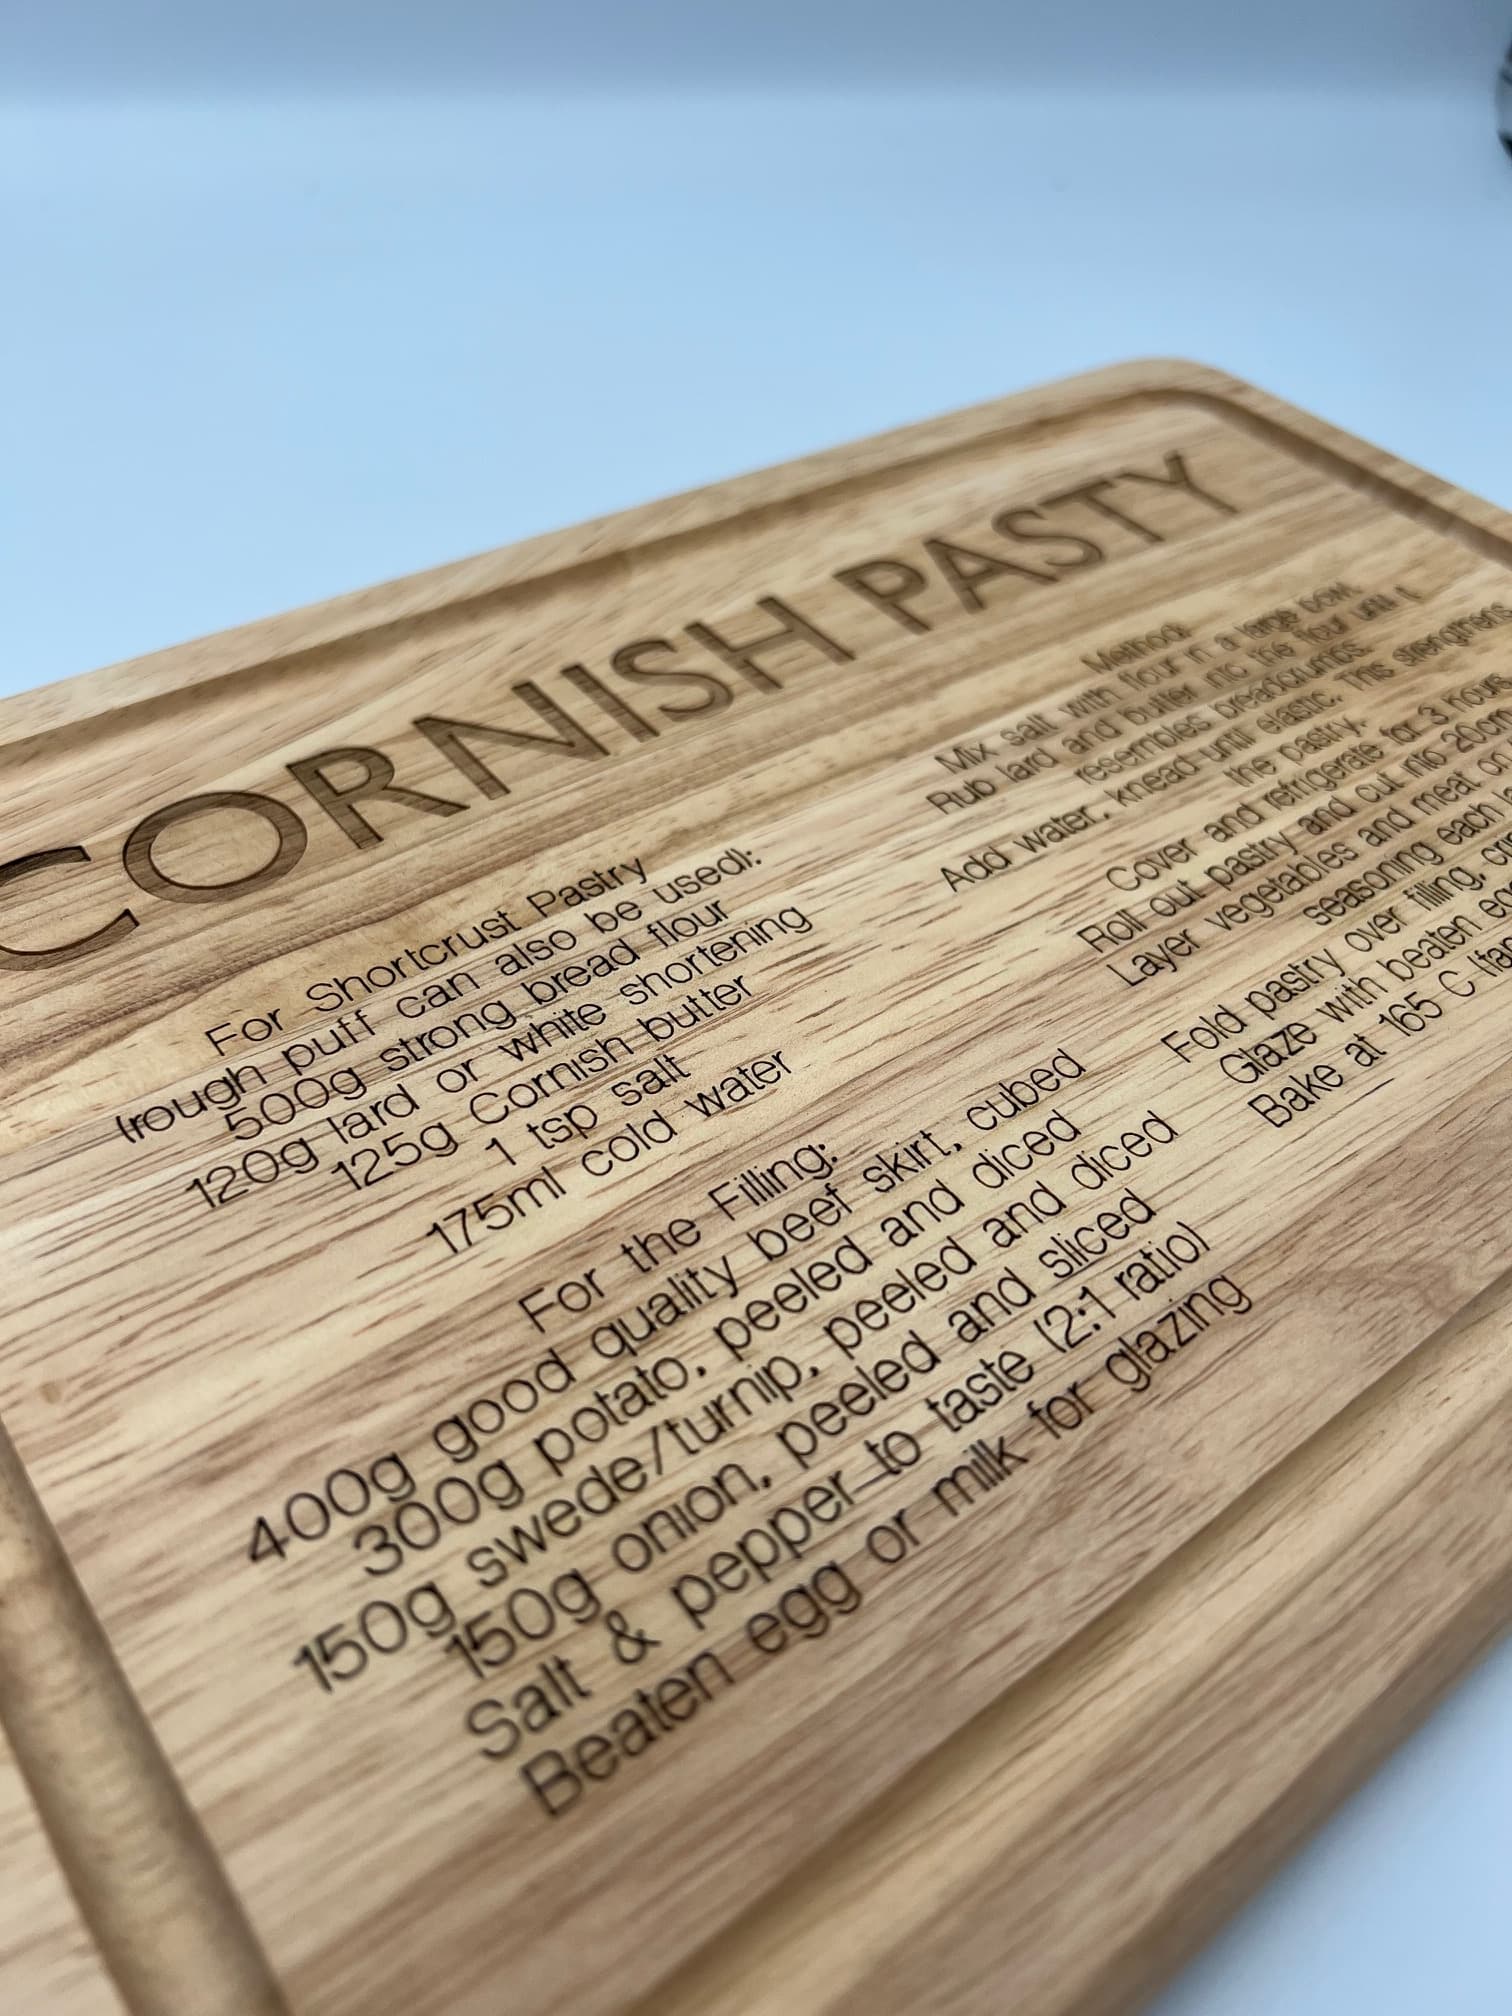 CORNISH PASTY
For Shortcrust Pastry
(rough puff can also be used):
500g strong bread flour
120g lard or white shortening
125g Cornish butter
1 tsp salt
175ml cold water
For the Filling:
400g good quality beef skirt, cubed
300g potato, peeled and diced
150g swede/turnip, peeled and diced
150g onion, peeled and sliced
Salt & pepper to taste (2:1 ratio)
Beaten egg or milk for glazing
Method:
Mix salt with flour in a large bowl.
Rub lard and butter into the flour until it
resembles breadcrumbs.
Add water, knead until elastic. This strengthens
the pastry.
Cover and refrigerate for 3 hours.
Roll out pastry and cut into 20cm
Layer vegetables and meat on
seasoning each
Fold pastry over filling,
Glaze with beaten
Bake at 165 C